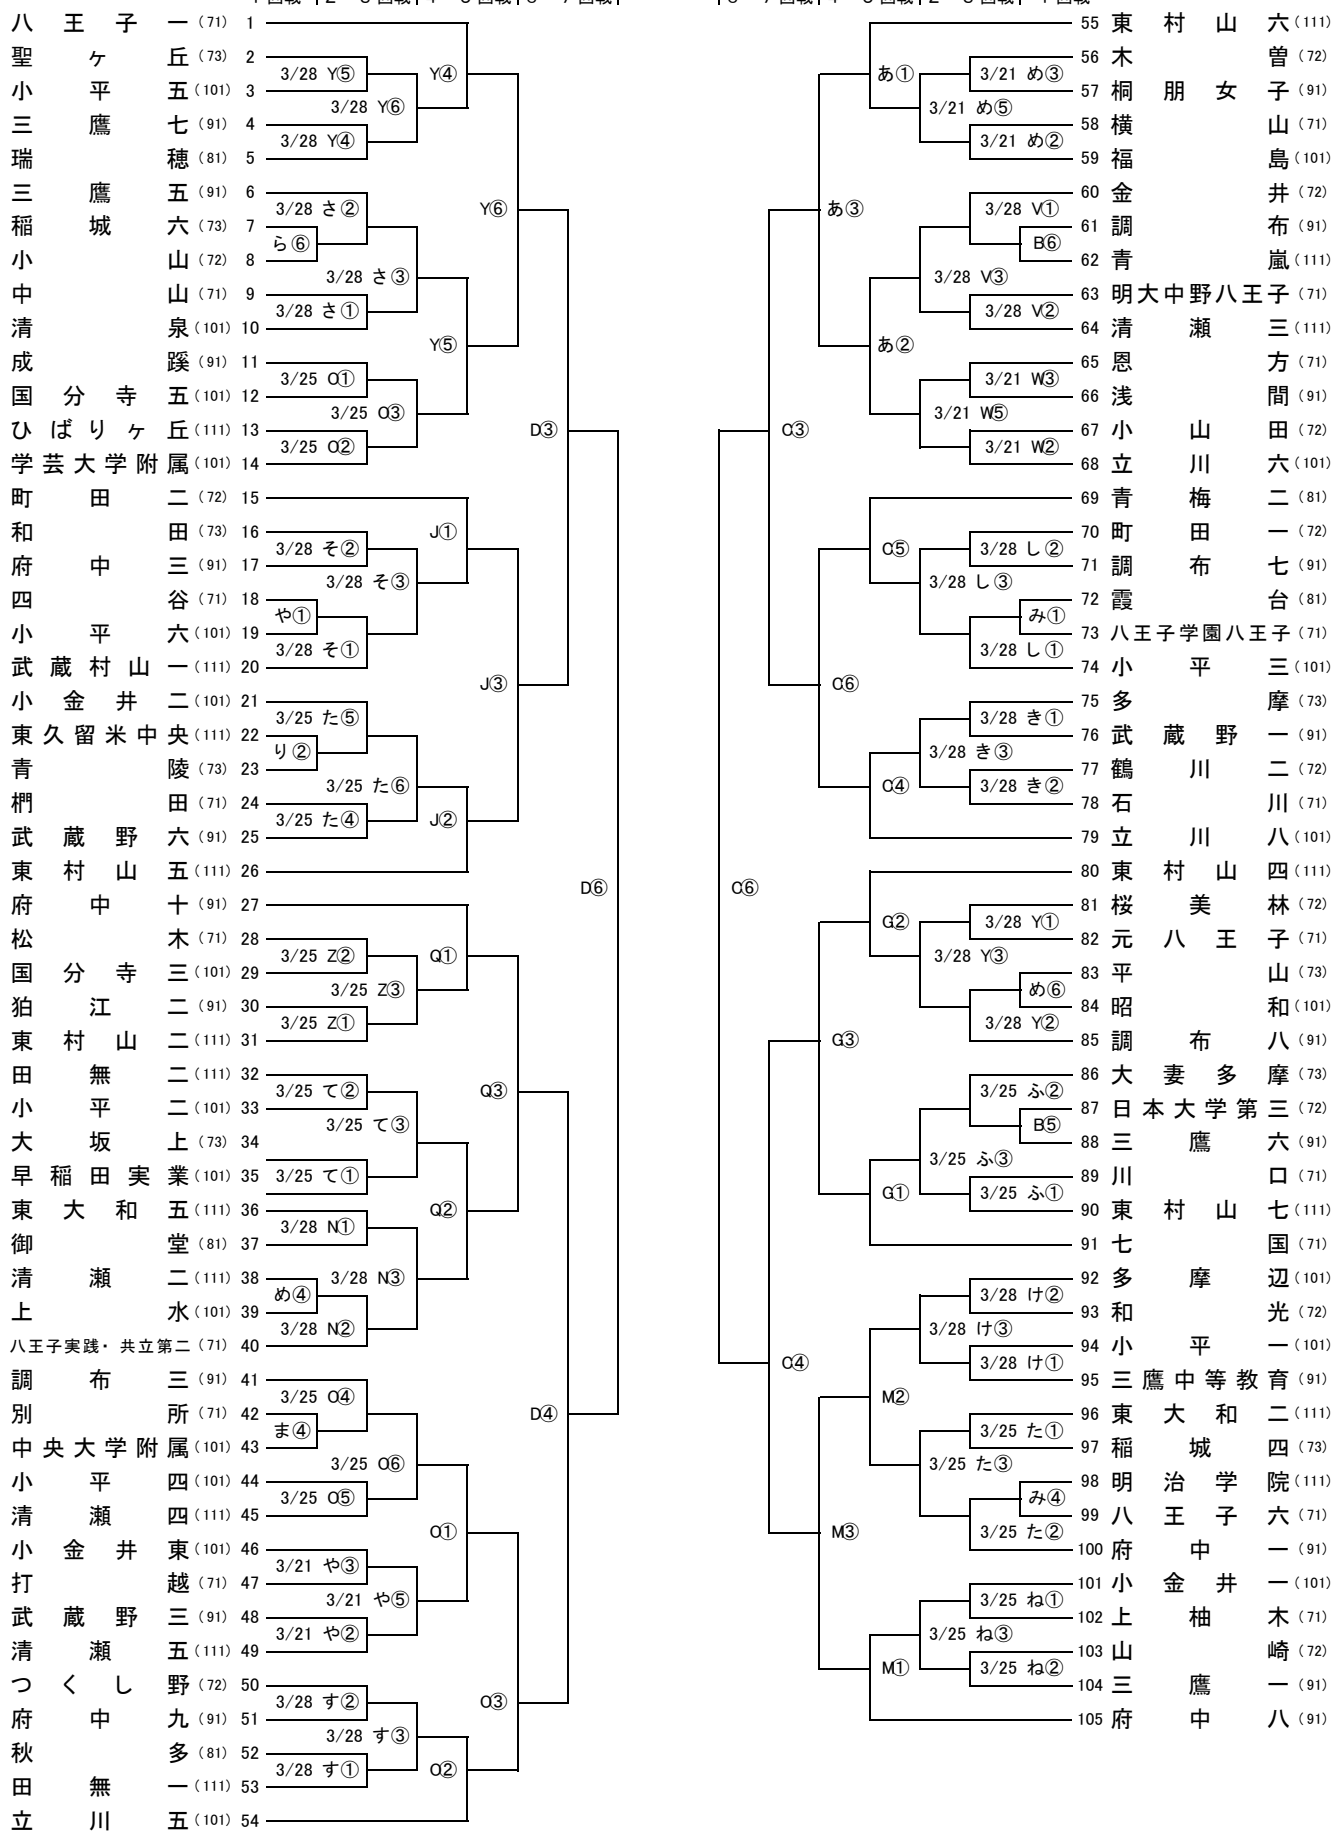 八王子一 (71) 1
聖ヶ丘 (73) 2
小平五 (101) 3
三鷹七 (91) 4
瑞穂 (81) 5
三鷹五 (91) 6
稲城六 (73) 7
小山 (72) 8
中山 (71) 9
清泉 (101) 10
成蹊 (91) 11
国分寺五 (101) 12
ひばりヶ丘 (111) 13
学芸大学附属 (101) 14
町田二 (72) 15
和田 (73) 16
府中三 (91) 17
四谷 (71) 18
小平六 (101) 19
武蔵村山一 (111) 20
小金井二 (101) 21
東久留米中央 (111) 22
青陵 (73) 23
椚田 (71) 24
武蔵野六 (91) 25
東村山五 (111) 26
府中十 (91) 27
松木 (71) 28
国分寺三 (101) 29
狛江二 (91) 30
東村山二 (111) 31
田無二 (111) 32
小平二 (101) 33
大坂上 (73) 34
早稲田実業 (101) 35
東大和五 (111) 36
御堂 (81) 37
清瀬二 (111) 38
上水 (101) 39
八王子実践・共立第二 (71) 40
調布三 (91) 41
別所 (71) 42
中央大学附属 (101) 43
小平四 (101) 44
清瀬四 (111) 45
小金井東 (101) 46
打越 (71) 47
武蔵野三 (91) 48
清瀬五 (111) 49
つくし野 (72) 50
府中九 (91) 51
秋多 (81) 52
田無一 (111) 53
立川五 (101) 54
3/28 Y⑤
3/28 Y④
3/28 さ②
ら⑥
3/28 さ①
3/25 O①
3/25 O②
3/28 そ②
や①
3/28 そ①
3/25 た⑤
り②
3/25 た④
3/25 Z②
3/25 Z①
3/25 て②
3/25 て①
3/28 N①
め④
3/28 N②
3/25 O④
ま④
3/25 O⑤
3/21 や③
3/21 や②
3/28 す②
3/28 す①
3/28 Y⑥
3/28 さ③
3/25 O③
3/28 そ③
3/25 た⑥
3/25 Z③
3/25 て③
3/28 N③
3/25 O⑥
3/21 や⑤
3/28 す③
Y④
Y⑤
J①
J②
Q①
Q②
O①
O②
Y⑥
J③
Q③
O③
D③
D④
D⑥
C⑥
C③
C④
あ③
C⑥
G③
M③
あ①
あ②
C⑤
C④
G②
G①
M②
M①
3/21 め⑤
3/28 V③
3/21 W⑤
3/28 し③
3/28 き③
3/28 Y③
3/25 ふ③
3/28 け③
3/25 た③
3/25 ね③
3/21 め③
3/21 め②
3/28 V①
B⑥
3/28 V②
3/21 W③
3/21 W②
3/28 し②
み①
3/28 し①
3/28 き①
3/28 き②
3/28 Y①
め⑥
3/28 Y②
3/25 ふ②
B⑤
3/25 ふ①
3/28 け②
3/28 け①
3/25 た①
み④
3/25 た②
3/25 ね①
3/25 ね②
55 東村山六 (111)
56 木曽 (72)
57 桐朋女子 (91)
58 横山 (71)
59 福島 (101)
60 金井 (72)
61 調布 (91)
62 青嵐 (111)
63 明大中野八王子 (71)
64 清瀬三 (111)
65 恩方 (71)
66 浅間 (91)
67 小山田 (72)
68 立川六 (101)
69 青梅二 (81)
70 町田一 (72)
71 調布七 (91)
72 霞台 (81)
73 八王子学園八王子 (71)
74 小平三 (101)
75 多摩 (73)
76 武蔵野一 (91)
77 鶴川二 (72)
78 石川 (71)
79 立川八 (101)
80 東村山四 (111)
81 桜美林 (72)
82 元八王子 (71)
83 平山 (73)
84 昭和 (101)
85 調布八 (91)
86 大妻多摩 (73)
87 日本大学第三 (72)
88 三鷹六 (91)
89 川口 (71)
90 東村山七 (111)
91 七国 (71)
92 多摩辺 (101)
93 和光 (72)
94 小平一 (101)
95 三鷹中等教育 (91)
96 東大和二 (111)
97 稲城四 (73)
98 明治学院 (111)
99 八王子六 (71)
100 府中一 (91)
101 小金井一 (101)
102 上柚木 (71)
103 山崎 (72)
104 三鷹一 (91)
105 府中八 (91)